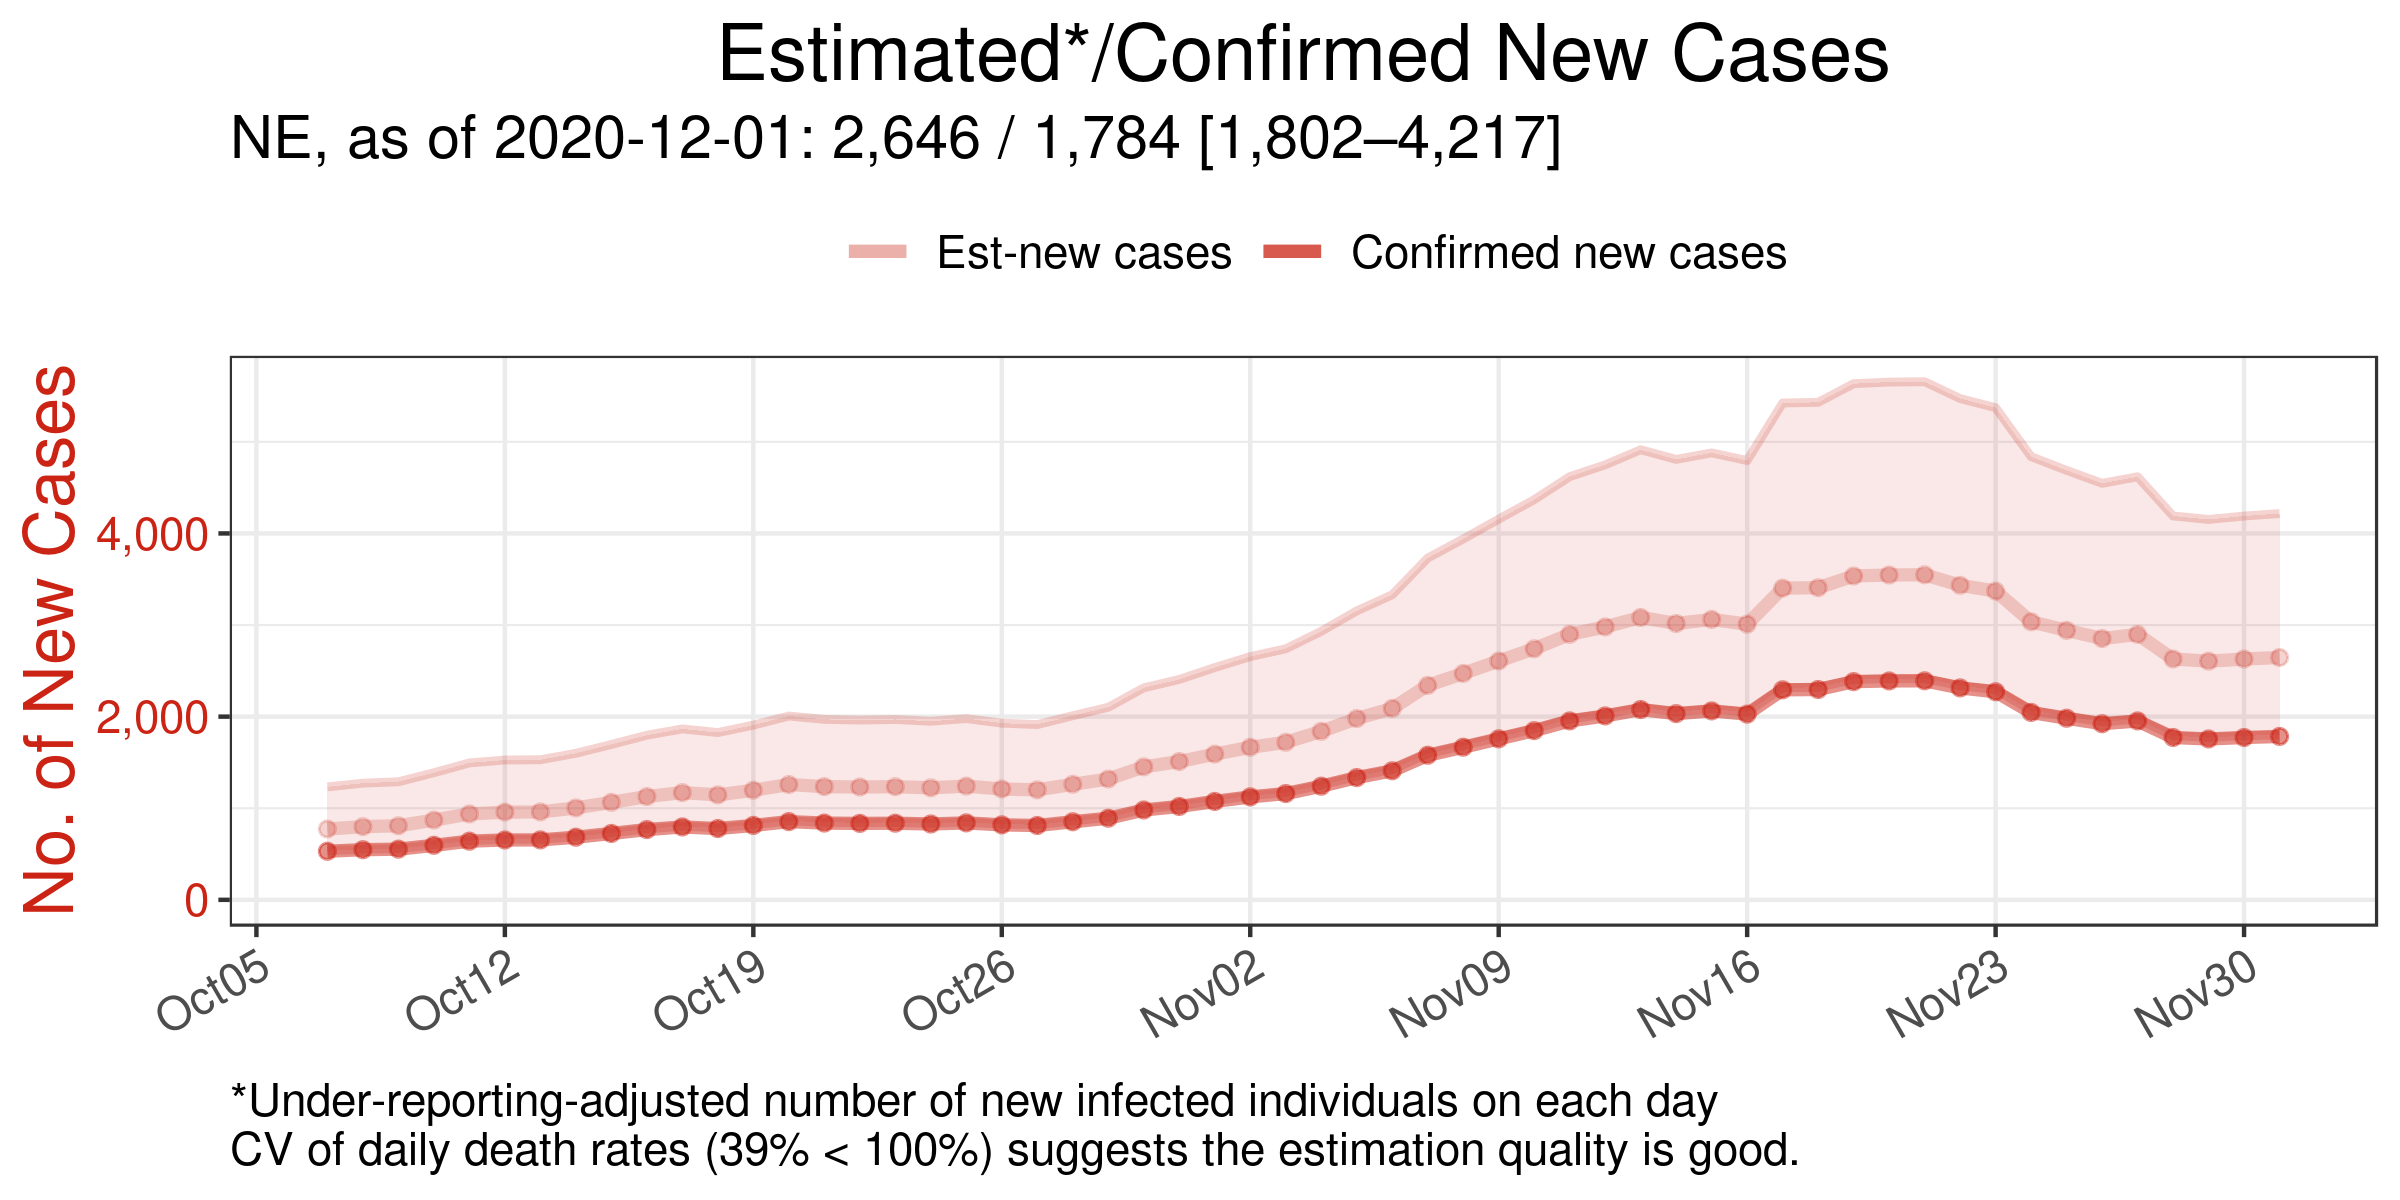 Estimated*/Confirmed New Cases
NE, as of 2020-12-01: 2,646 / 1,784 [1,802–4,217]
Est-new cases
Confirmed new cases
No. of New Cases
4,000
2,000
0
Oct05
Oct12
Oct19
Oct26
Nov02
Nov09
Nov16
Nov23
Nov30
*Under-reporting-adjusted number of new infected individuals on each day
CV of daily death rates (39% < 100%) suggests the estimation quality is good.